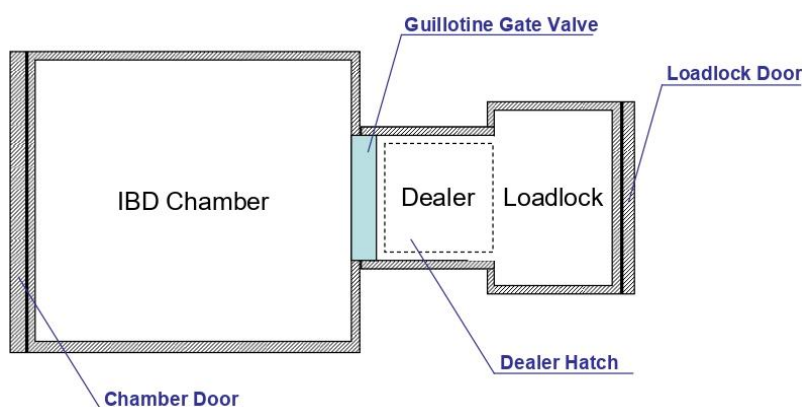 Guillotine Gate Valve
Loadlock Door
IBD Chamber
Dealer
Loadlock
Dealer Hatch
Chamber Door